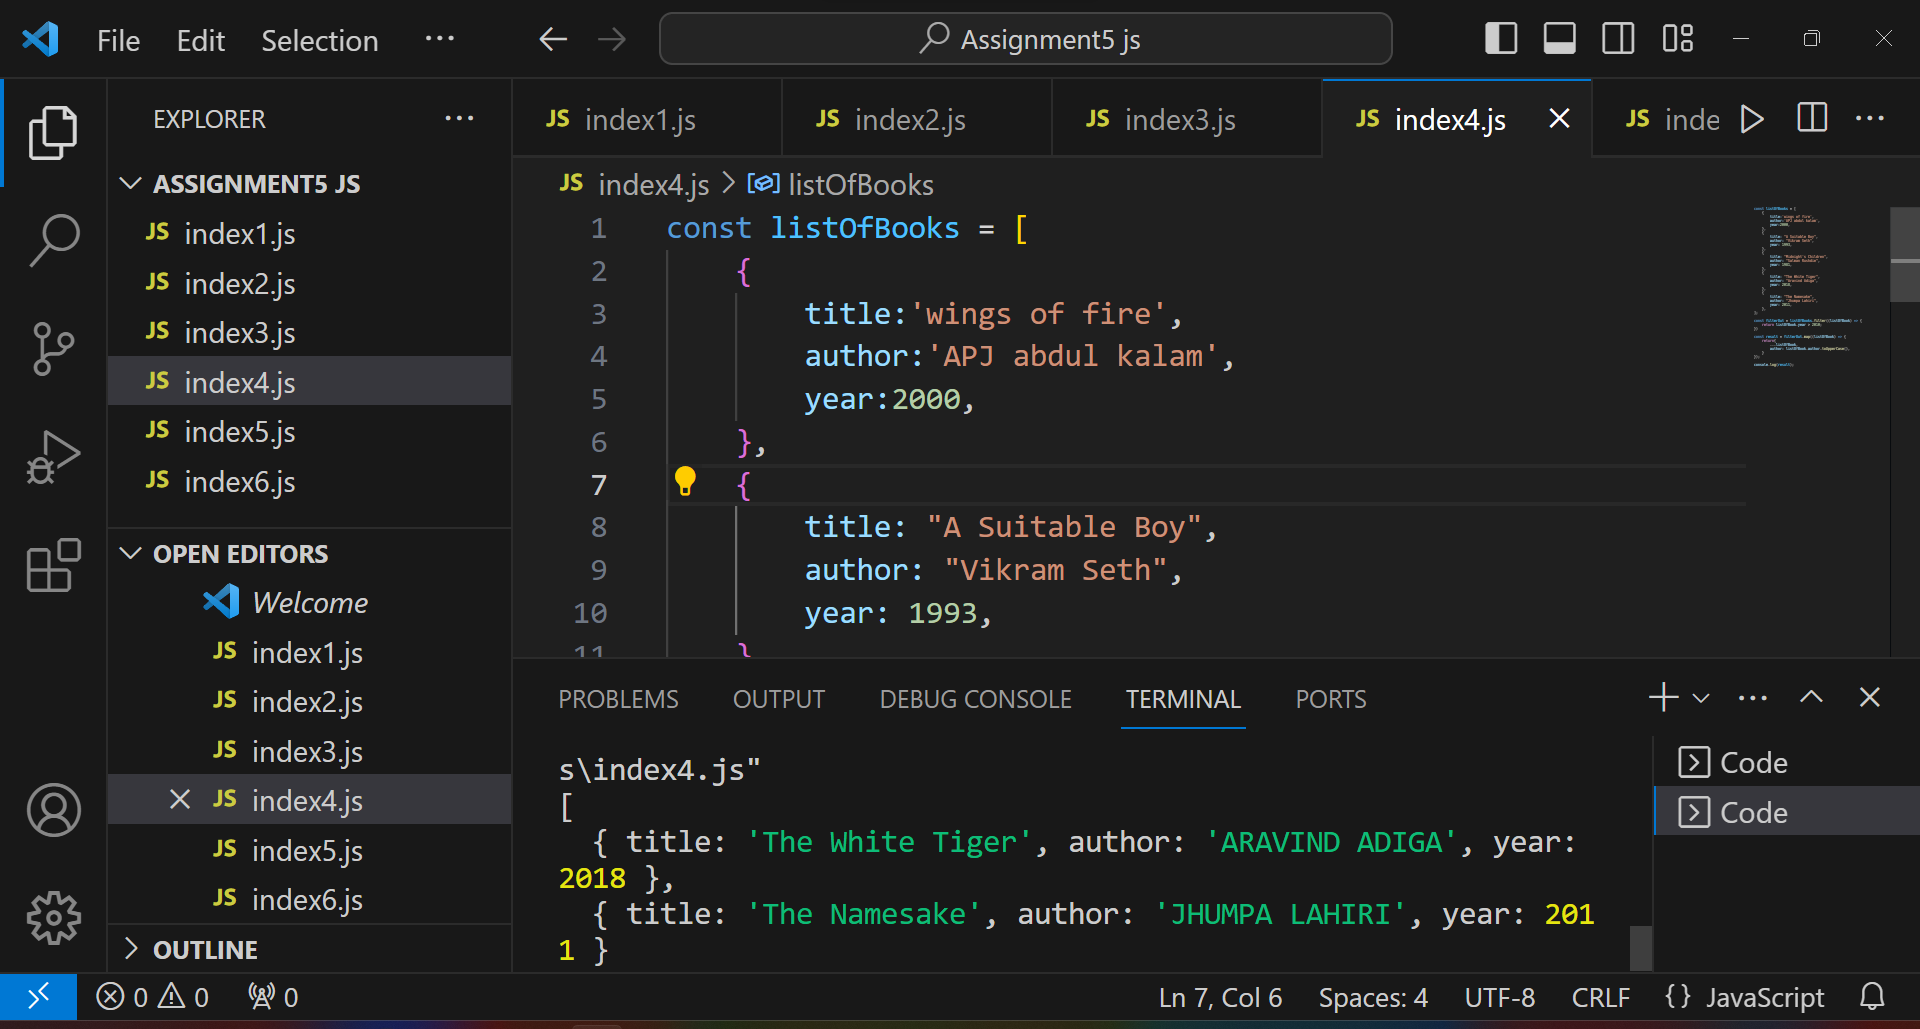 File Edit Selection ···
Assignment5 js
EXPLORER
ASSIGNMENT5 JS
JS index1.js
JS index2.js
JS index3.js
JS index4.js
JS index5.js
JS index6.js
OPEN EDITORS
Welcome
JS index1.js
JS index2.js
JS index3.js
JS index4.js
JS index5.js
JS index6.js
OUTLINE
JS index1.js JS index2.js JS index3.js JS index4.js JS inde
JS index4.js > listOfBooks
1 const listOfBooks = [
2 {
3 title:'wings of fire',
4 author:'APJ abdul kalam',
5 year:2000,
6 },
7 {
8 title: "A Suitable Boy",
9 author: "Vikram Seth",
10 year: 1993,
11 }
PROBLEMS OUTPUT DEBUG CONSOLE TERMINAL PORTS
s\index4.js"
[
{ title: 'The White Tiger', author: 'ARAVIND ADIGA', year:
2018 },
{ title: 'The Namesake', author: 'JHUMPA LAHIRI', year: 201
1 }
Code
Code
0 0 0 Ln 7, Col 6 Spaces: 4 UTF-8 CRLF {} JavaScript